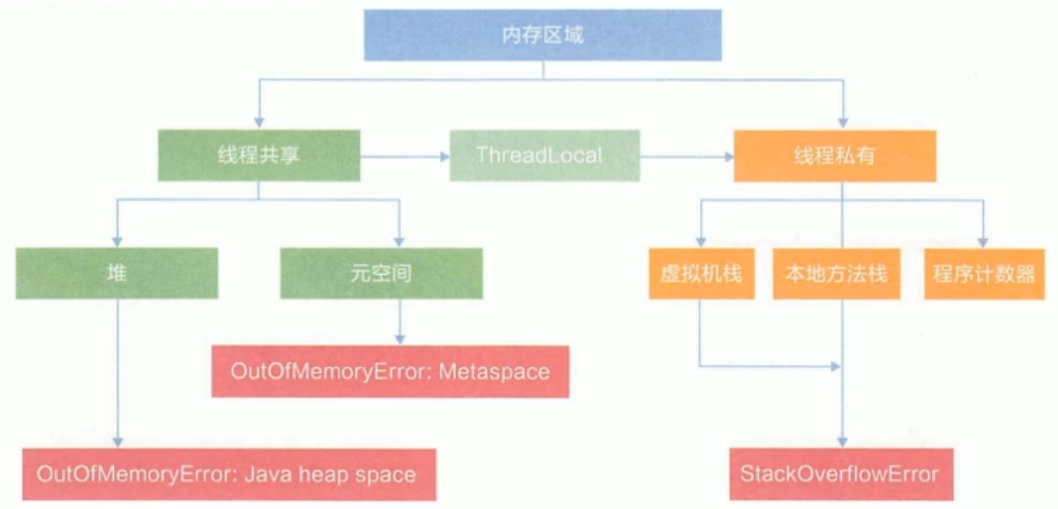 内存区域
线程共享
ThreadLocal
线程私有
堆
元空间
虚拟机栈
本地方法栈
程序计数器
OutOfMemoryError: Metaspace
OutOfMemoryError: Java heap space
StackOverflowError